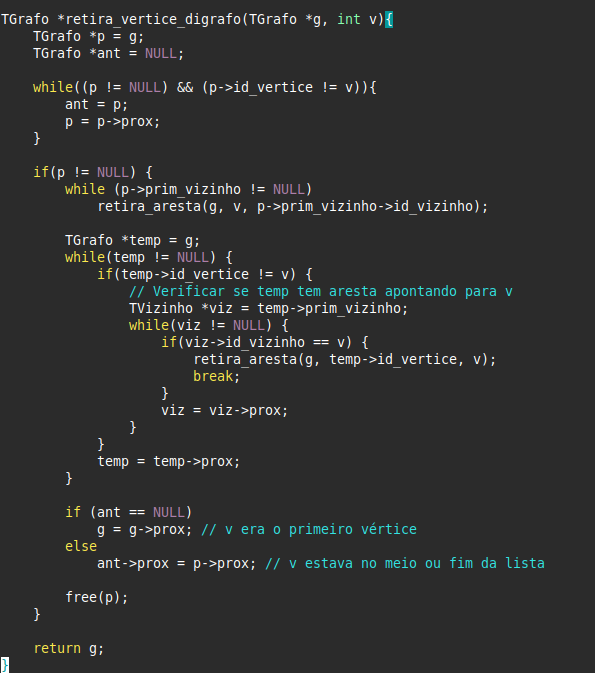 TGrafo *retira_vertice_digrafo(TGrafo *g, int v){
    TGrafo *p = g;
    TGrafo *ant = NULL;

    while((p != NULL) && (p->id_vertice != v)){
        ant = p;
        p = p->prox;
    }

    if(p != NULL) {
        while (p->prim_vizinho != NULL)
            retira_aresta(g, v, p->prim_vizinho->id_vizinho);

        TGrafo *temp = g;
        while(temp != NULL) {
            if(temp->id_vertice != v) {
                // Verificar se temp tem aresta apontando para v
                TVizinho *viz = temp->prim_vizinho;
                while(viz != NULL) {
                    if(viz->id_vizinho == v) {
                        retira_aresta(g, temp->id_vertice, v);
                        break;
                    }
                    viz = viz->prox;
                }
            }
            temp = temp->prox;
        }

        if (ant == NULL)
            g = g->prox; // v era o primeiro vértice
        else
            ant->prox = p->prox; // v estava no meio ou fim da lista

        free(p);
    }

    return g;
}